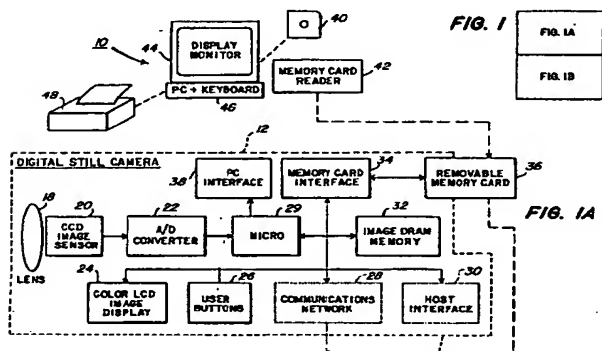 FIG. 1
FIG. 1A
FIG. 1B
10
44
DISPLAY
MONITOR
40
42
MEMORY CARD
READER
PC + KEYBOARD
46
48
12
DIGITAL STILL CAMERA
38
PC
INTERFACE
34
MEMORY CARD
INTERFACE
36
REMOVABLE
MEMORY CARD
FIG. 1A
18
LENS
20
CCD
IMAGE
SENSOR
22
A/D
CONVERTER
29
MICRO
32
IMAGE DRAM
MEMORY
24
COLOR LCD
IMAGE
DISPLAY
26
USER
BUTTONS
28
COMMUNICATIONS
NETWORK
30
HOST
INTERFACE